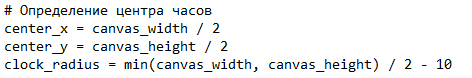 # Определение центра часов
center_x = canvas_width / 2
center_y = canvas_height / 2
clock_radius = min(canvas_width, canvas_height) / 2 - 10